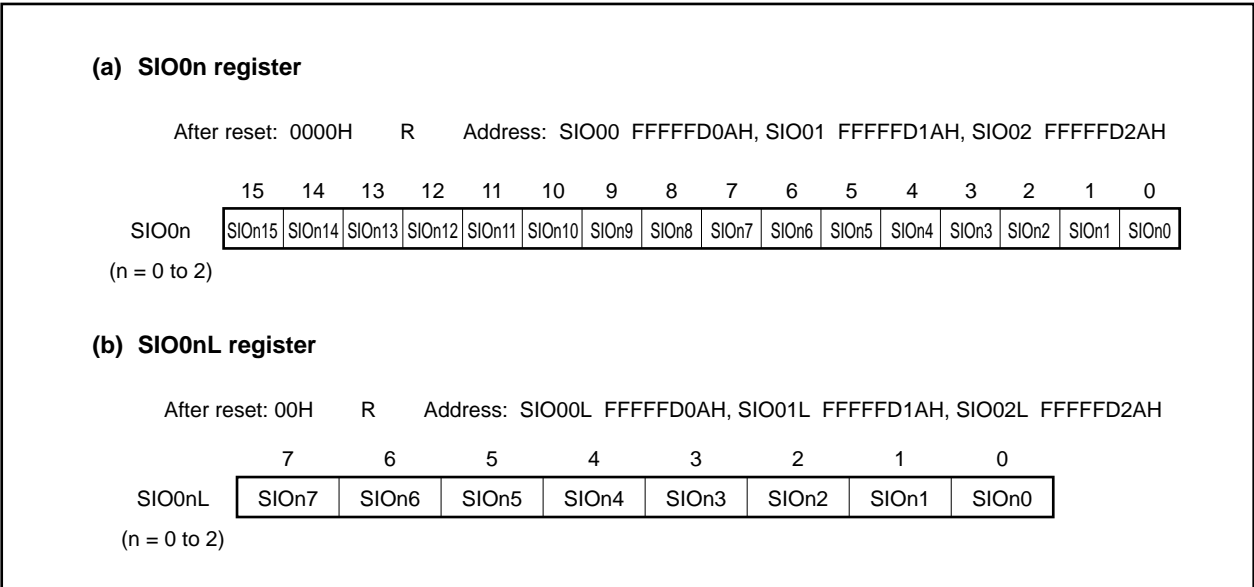 (a) SIO0n register
After reset: 0000H R Address: SIO00 FFFFFD0AH, SIO01 FFFFFD1AH, SIO02 FFFFFD2AH
15 14 13 12 11 10 9 8 7 6 5 4 3 2 1 0
SIO0n SIOn15 SIOn14 SIOn13 SIOn12 SIOn11 SIOn10 SIOn9 SIOn8 SIOn7 SIOn6 SIOn5 SIOn4 SIOn3 SIOn2 SIOn1 SIOn0
(n = 0 to 2)
(b) SIO0nL register
After reset: 00H R Address: SIO00L FFFFFD0AH, SIO01L FFFFFD1AH, SIO02L FFFFFD2AH
7 6 5 4 3 2 1 0
SIO0nL SIOn7 SIOn6 SIOn5 SIOn4 SIOn3 SIOn2 SIOn1 SIOn0
(n = 0 to 2)